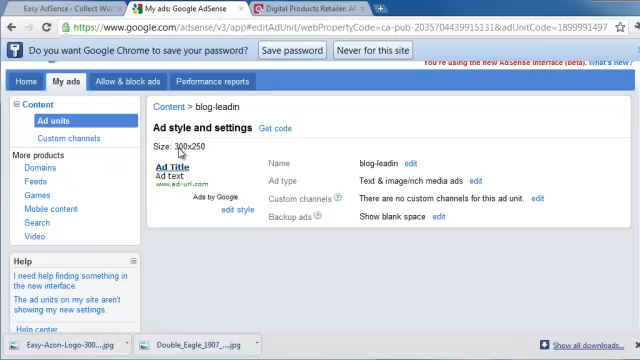 Easy AdSense - Collect Worl
My ads: Google AdSense
Digital Products Retailer: Af
https://www.google.com/adsense/v3/app#editAdUnit/webPropertyCode=ca-pub-2035704439915131&adUnitCode=1899991497
Do you want Google Chrome to save your password?
Save password
Never for this site
You're using the new AdSense interface (beta). What's new?
Home
My ads
Allow & block ads
Performance reports
Content
Ad units
Custom channels
More products
Domains
Feeds
Games
Mobile content
Search
Video
Help
I need help finding something in
the new interface.
The ad units on my site aren't
showing my new settings.
Help center
Content > blog-leadin
Ad style and settings Get code
Size: 300x250
Ad Title
Ad text
www.ad-url.com
Ads by Google
edit style
Name blog-leadin edit
Ad type Text & image/rich media ads edit
Custom channels ? There are no custom channels for this ad unit. edit
Backup ads ? Show blank space edit
Easy-Azon-Logo-300....jpg
Double_Eagle_1907_....jpg
Show all downloads...